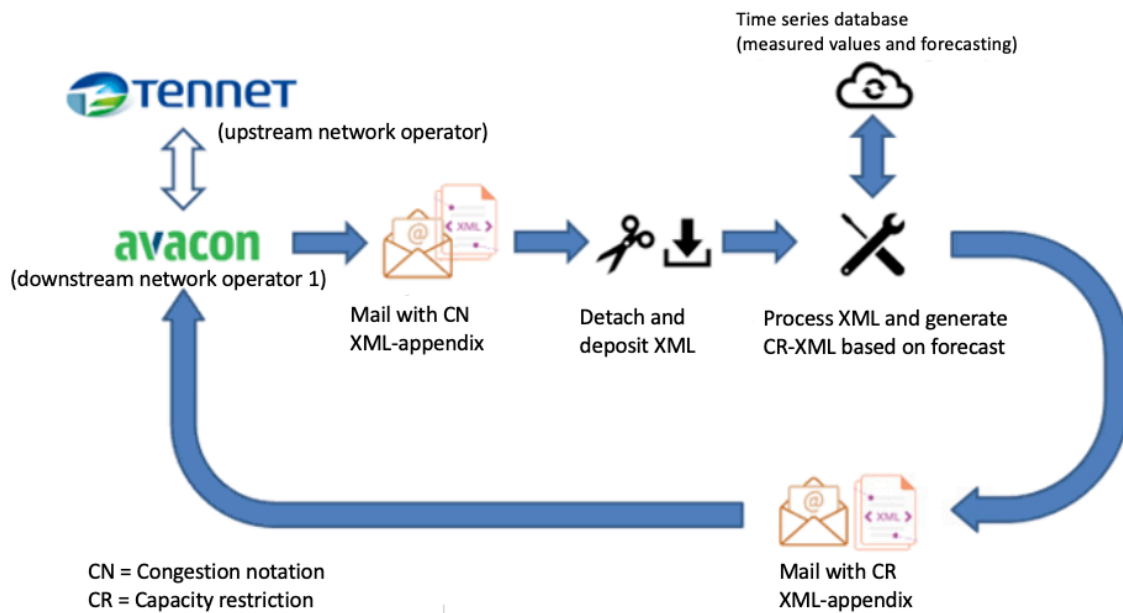 Time series database
(measured values and forecasting)
TENNET
(upstream network operator)
avacon
(downstream network operator 1)
@
< XML >
Mail with CN
XML-appendix
Detach and
deposit XML
Process XML and generate
CR-XML based on forecast
@
< XML >
Mail with CR
XML-appendix
CN = Congestion notation
CR = Capacity restriction